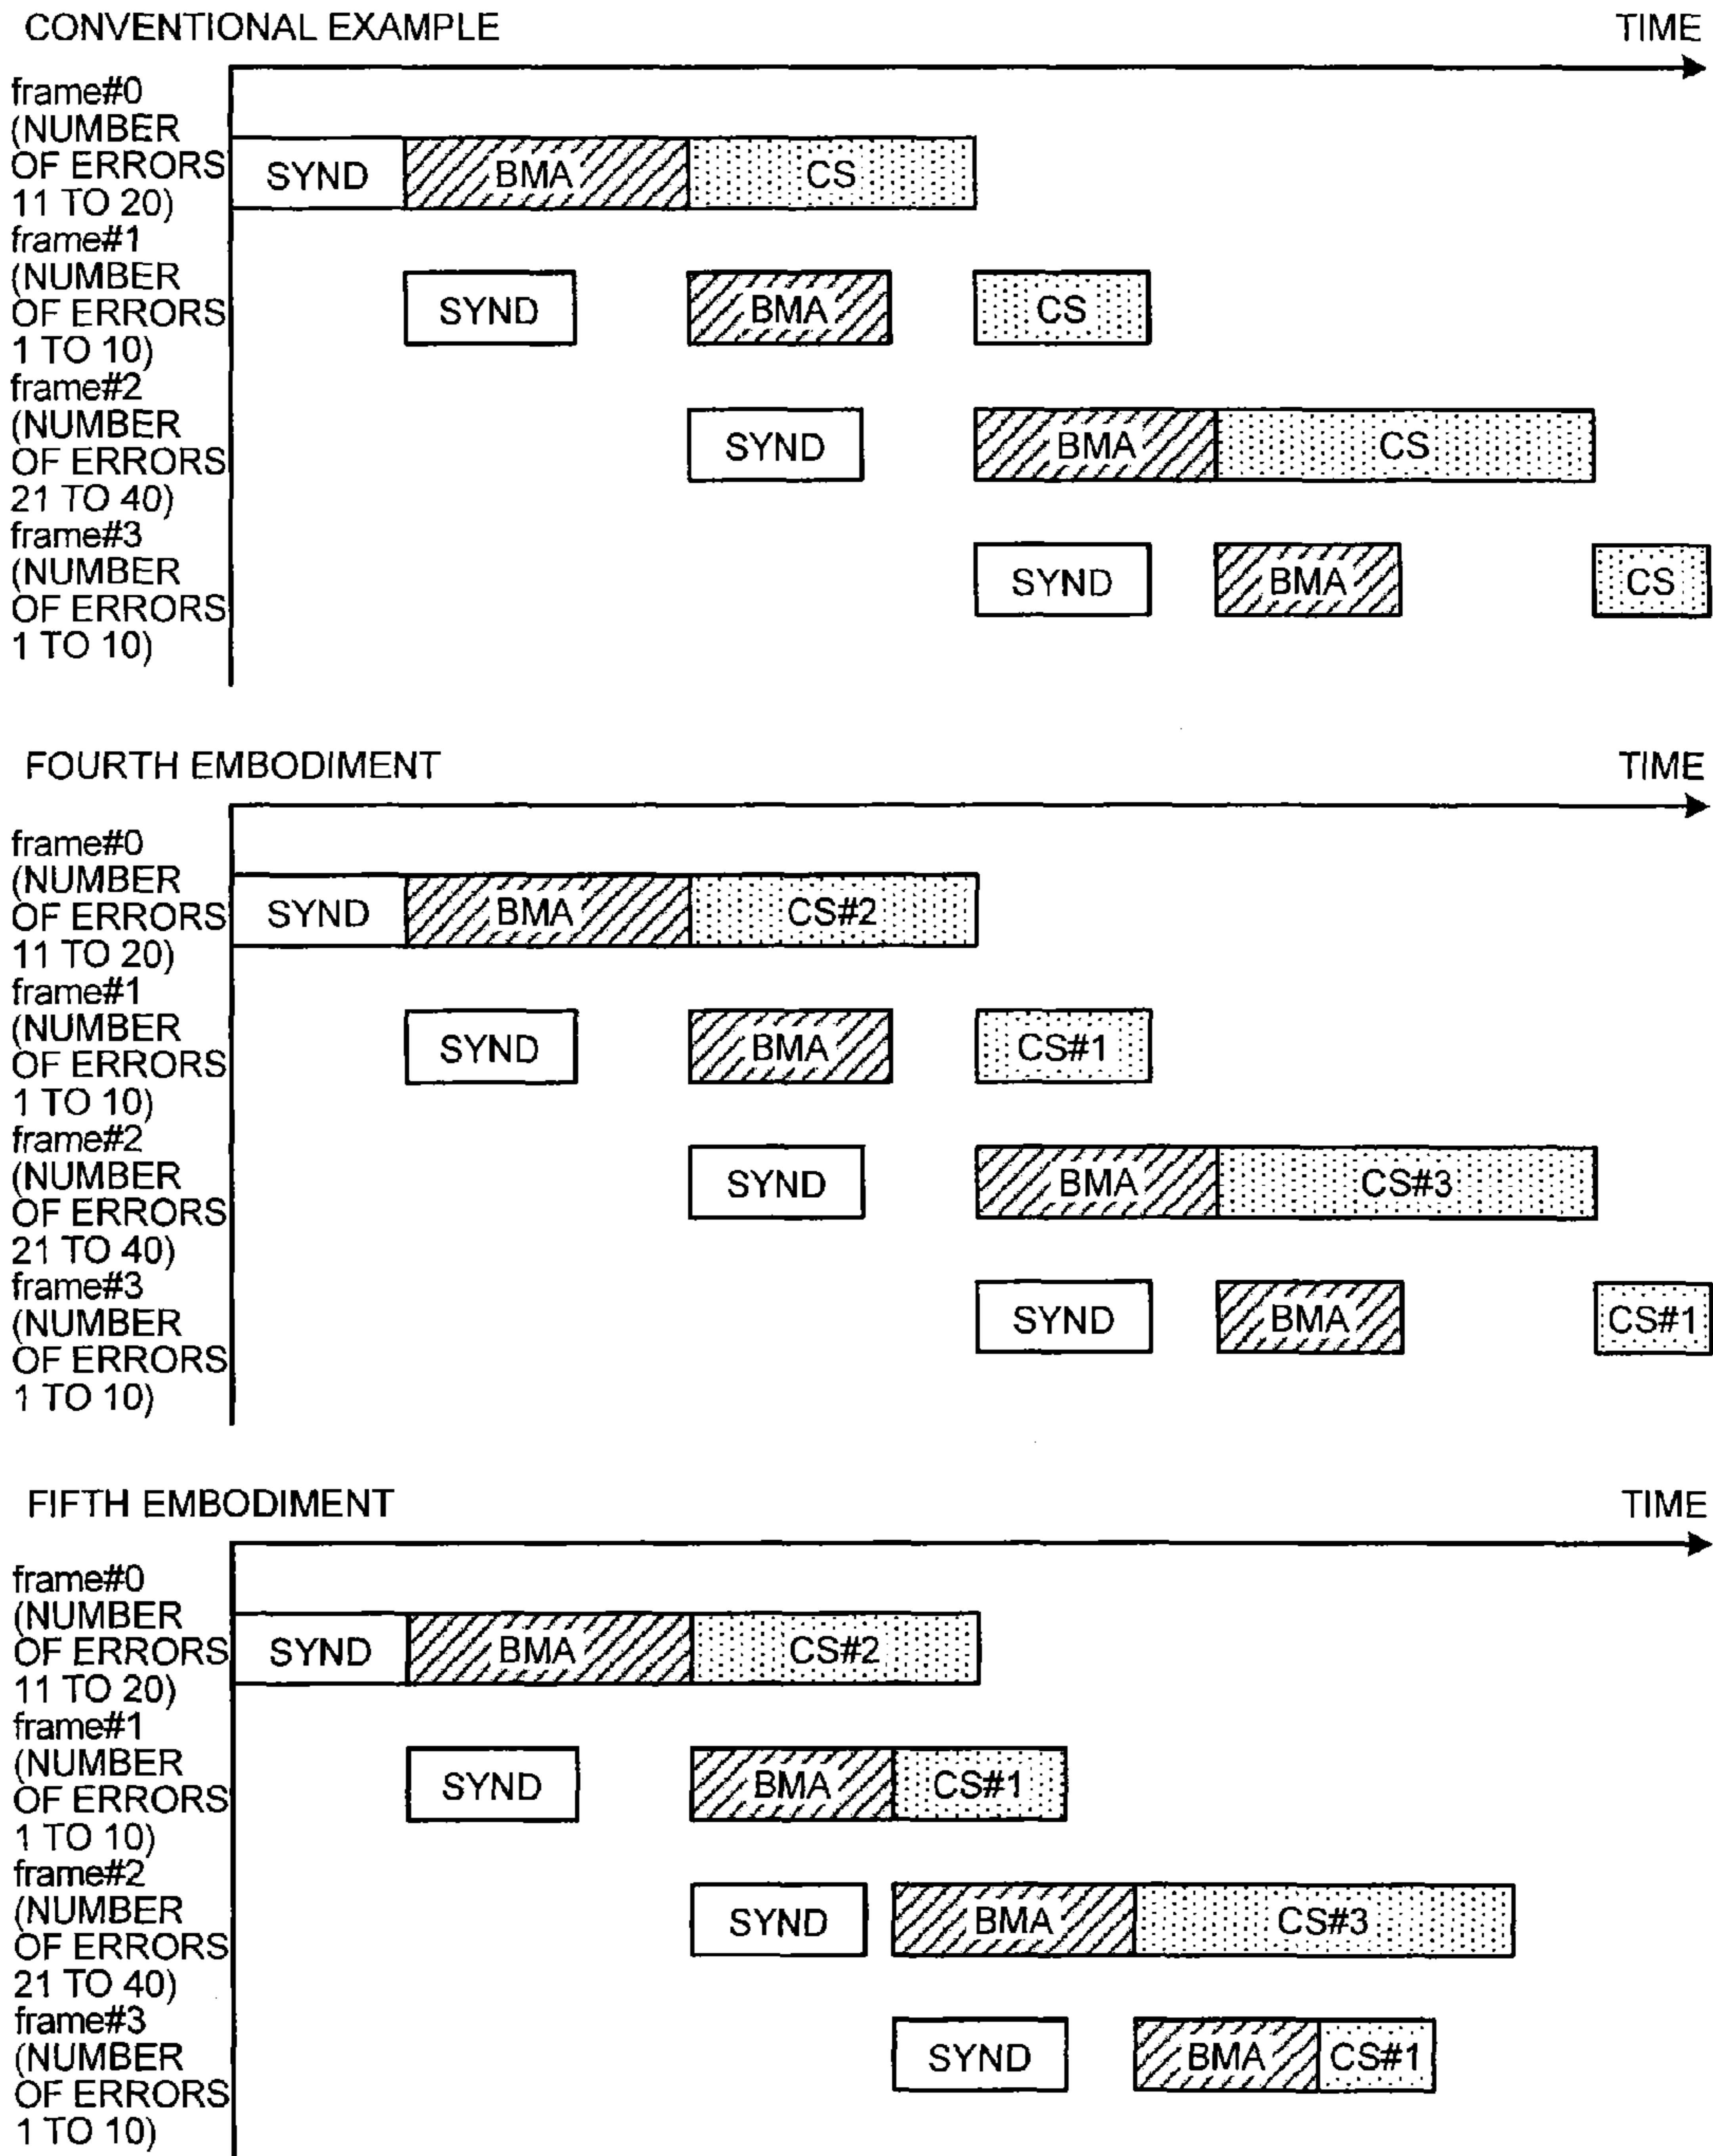 CONVENTIONAL EXAMPLE
TIME
frame#0
(NUMBER
OF ERRORS
11 TO 20)
SYND
BMA
CS
frame#1
(NUMBER
OF ERRORS
1 TO 10)
SYND
BMA
CS
frame#2
(NUMBER
OF ERRORS
21 TO 40)
SYND
BMA
CS
frame#3
(NUMBER
OF ERRORS
1 TO 10)
SYND
BMA
CS
FOURTH EMBODIMENT
TIME
frame#0
(NUMBER
OF ERRORS
11 TO 20)
SYND
BMA
CS#2
frame#1
(NUMBER
OF ERRORS
1 TO 10)
SYND
BMA
CS#1
frame#2
(NUMBER
OF ERRORS
21 TO 40)
SYND
BMA
CS#3
frame#3
(NUMBER
OF ERRORS
1 TO 10)
SYND
BMA
CS#1
FIFTH EMBODIMENT
TIME
frame#0
(NUMBER
OF ERRORS
11 TO 20)
SYND
BMA
CS#2
frame#1
(NUMBER
OF ERRORS
1 TO 10)
SYND
BMA
CS#1
frame#2
(NUMBER
OF ERRORS
21 TO 40)
SYND
BMA
CS#3
frame#3
(NUMBER
OF ERRORS
1 TO 10)
SYND
BMA
CS#1